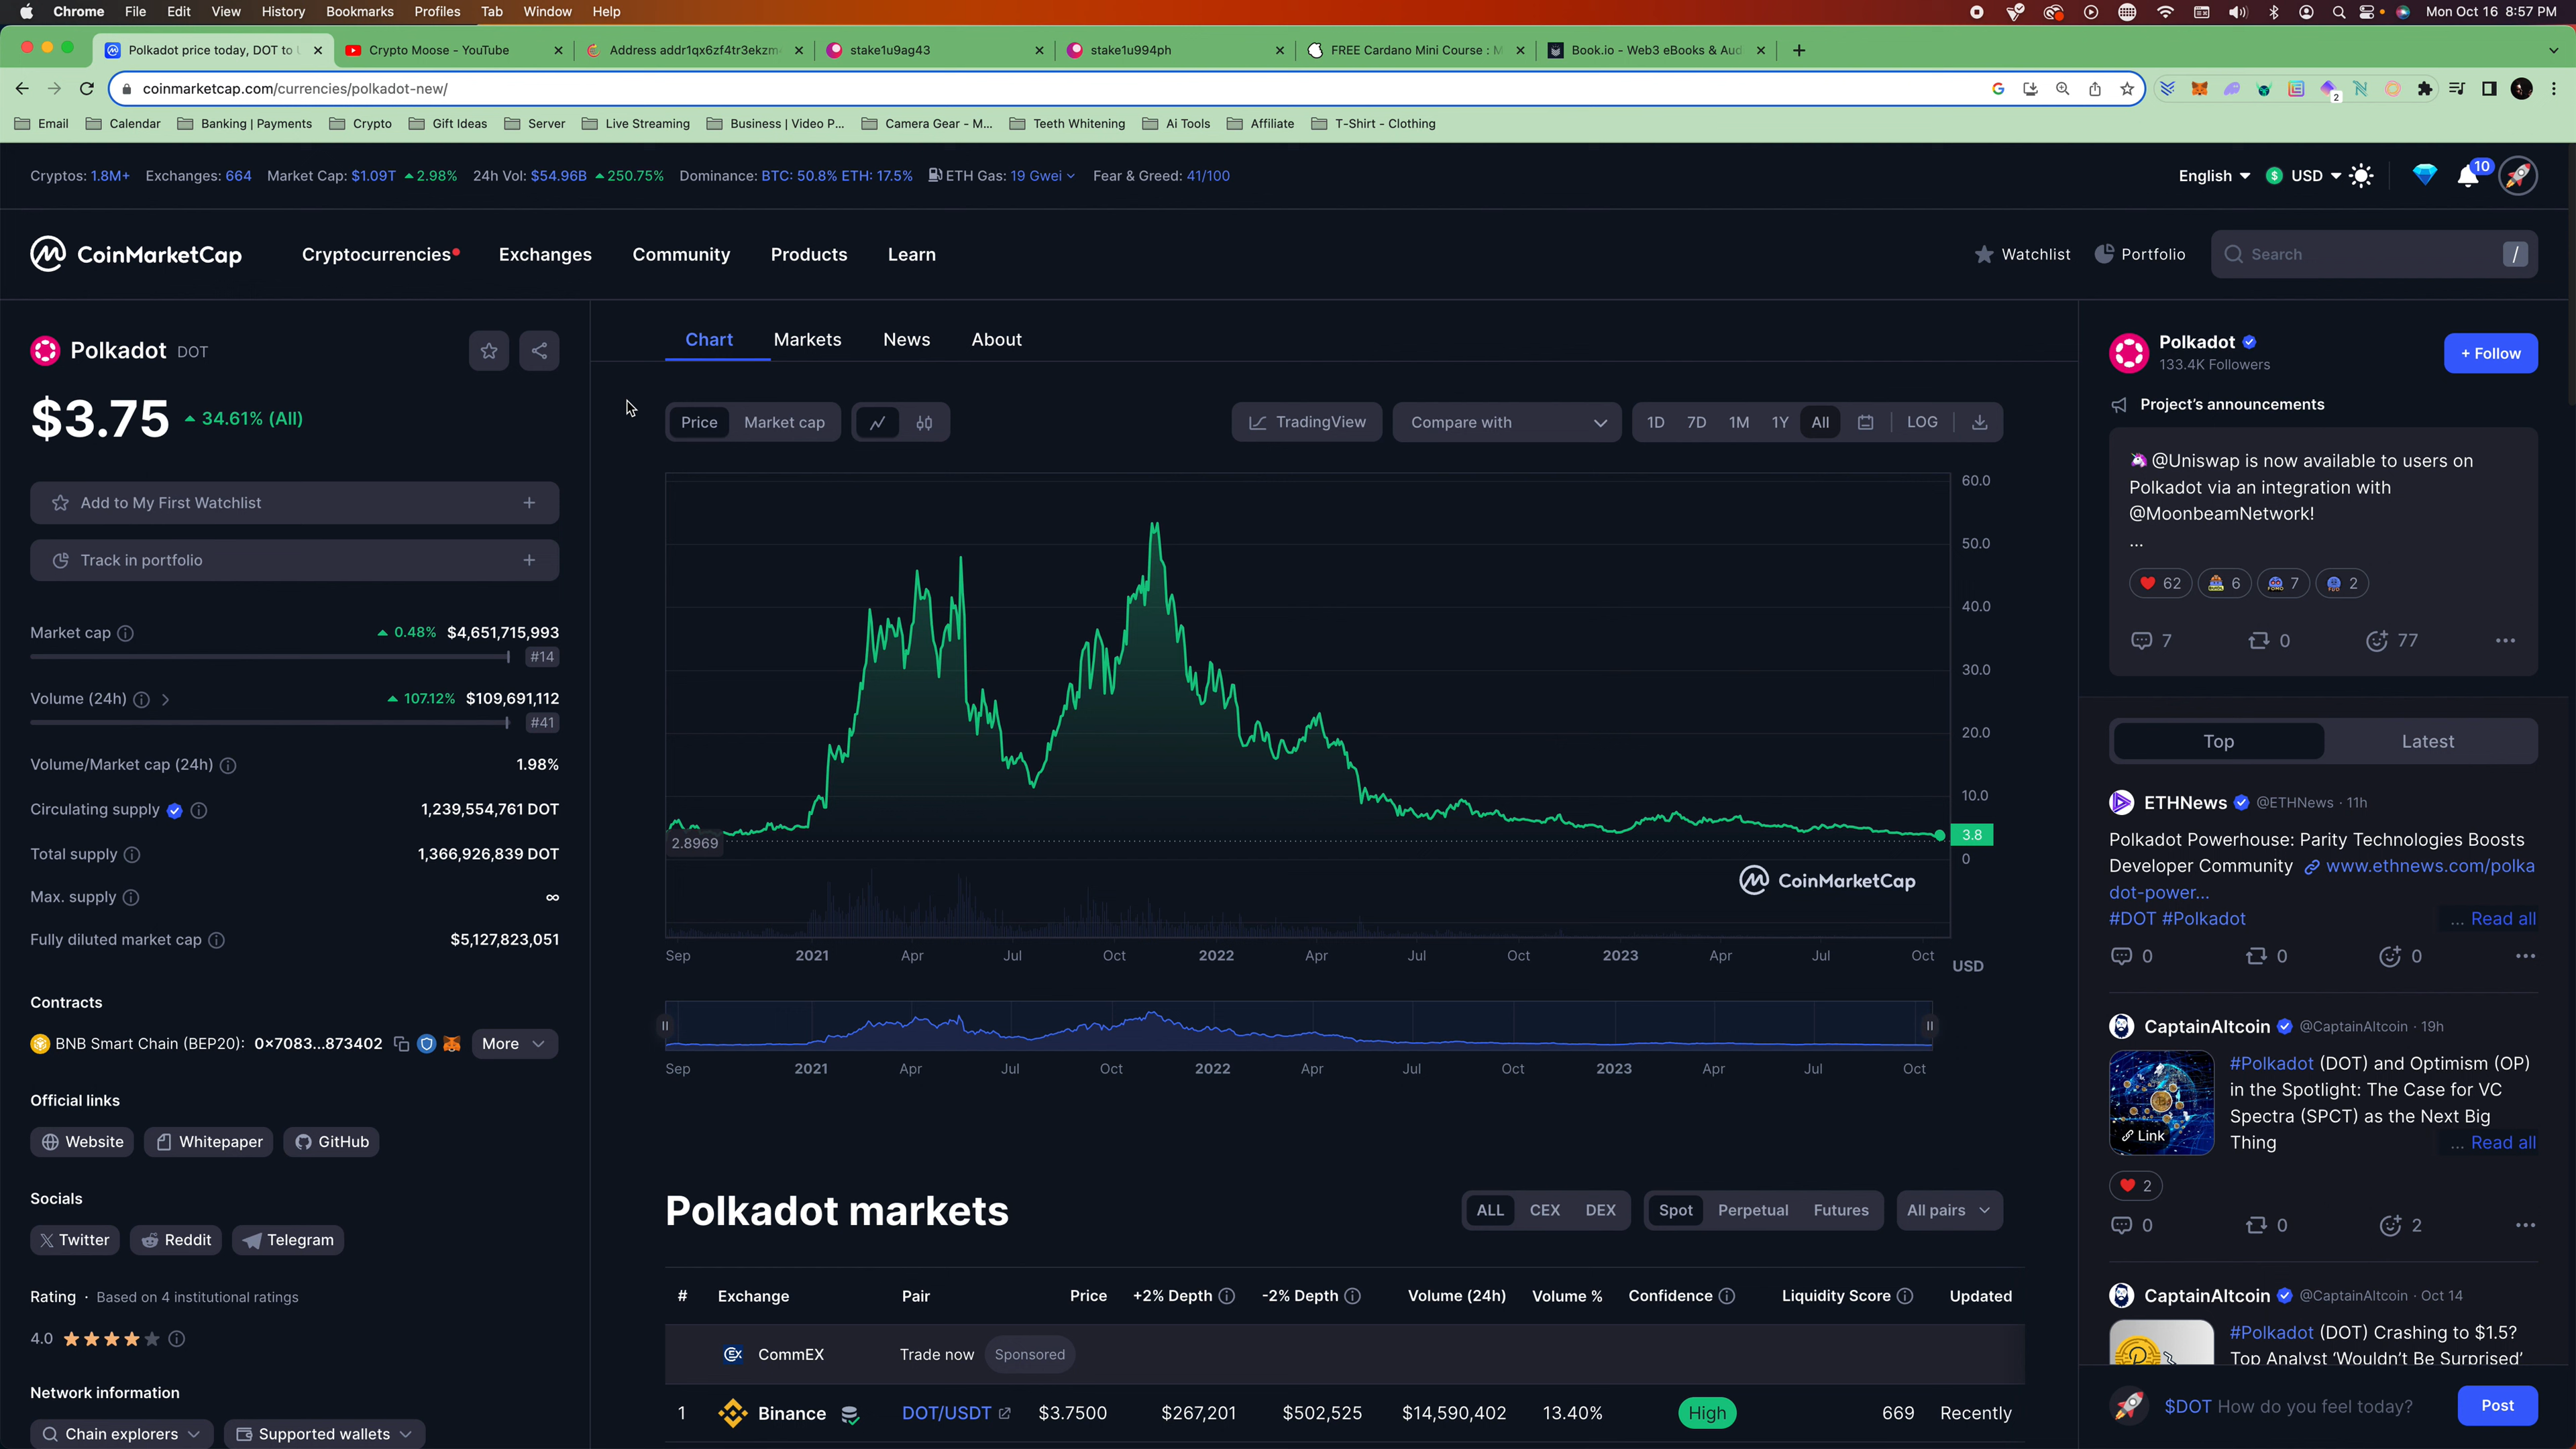 Chrome File Edit View History Bookmarks Profiles Tab Window Help Mon Oct 16 8:57 PM
Polkadot price today, DOT to Crypto Moose - YouTube Address addr1qx6zf4tr3ekzm stake1u9ag43 stake1u994ph FREE Cardano Mini Course : Book.io - Web3 eBooks & Aud
coinmarketcap.com/currencies/polkadot-new/ 2
Email Calendar Banking | Payments Crypto Gift Ideas Server Live Streaming Business | Video P... Camera Gear - M... Teeth Whitening Ai Tools Affiliate T-Shirt - Clothing
Cryptos: 1.8M+ Exchanges: 664 Market Cap: $1.09T 2.98% 24h Vol: $54.96B 250.75% Dominance: BTC: 50.8% ETH: 17.5% ETH Gas: 19 Gwei Fear & Greed: 41/100 English USD 10
CoinMarketCap Cryptocurrencies Exchanges Community Products Learn Watchlist Portfolio Search /
Polkadot DOT
$3.75 34.61% (All)
Add to My First Watchlist
Track in portfolio
Market cap 0.48% $4,651,715,993
#14
Volume (24h) 107.12% $109,691,112
#41
Volume/Market cap (24h) 1.98%
Circulating supply 1,239,554,761 DOT
Total supply 1,366,926,839 DOT
Max. supply ∞
Fully diluted market cap $5,127,823,051
Contracts
BNB Smart Chain (BEP20): 0x7083...873402 More
Official links
Website Whitepaper GitHub
Socials
Twitter Reddit Telegram
Rating · Based on 4 institutional ratings
4.0
Network information
Chain explorers Supported wallets
Chart Markets News About
Price Market cap TradingView Compare with 1D 7D 1M 1Y All LOG
60.0
50.0
40.0
30.0
20.0
10.0
3.8
2.8969
0
CoinMarketCap
Sep 2021 Apr Jul Oct 2022 Apr Jul Oct 2023 Apr Jul Oct
USD
Sep 2021 Apr Jul Oct 2022 Apr Jul Oct 2023 Apr Jul Oct
Polkadot markets ALL CEX DEX Spot Perpetual Futures All pairs
# Exchange Pair Price +2% Depth -2% Depth Volume (24h) Volume % Confidence Liquidity Score Updated
CommEX Trade now Sponsored
1 Binance DOT/USDT $3.7500 $267,201 $502,525 $14,590,402 13.40% High 669 Recently
Polkadot
133.4K Followers
+ Follow
Project's announcements
@Uniswap is now available to users on
Polkadot via an integration with
@MoonbeamNetwork!
...
62 6 7 2
7 0 77
Top Latest
ETHNews @ETHNews · 11h
Polkadot Powerhouse: Parity Technologies Boosts
Developer Community www.ethnews.com/polka
dot-power...
#DOT #Polkadot ... Read all
0 0 0
CaptainAltcoin @CaptainAltcoin · 19h
#Polkadot (DOT) and Optimism (OP)
in the Spotlight: The Case for VC
Spectra (SPCT) as the Next Big
Thing ... Read all
Link
2
0 0 2
CaptainAltcoin @CaptainAltcoin · Oct 14
#Polkadot (DOT) Crashing to $1.5?
Top Analyst 'Wouldn't Be Surprised'
$DOT How do you feel today? Post